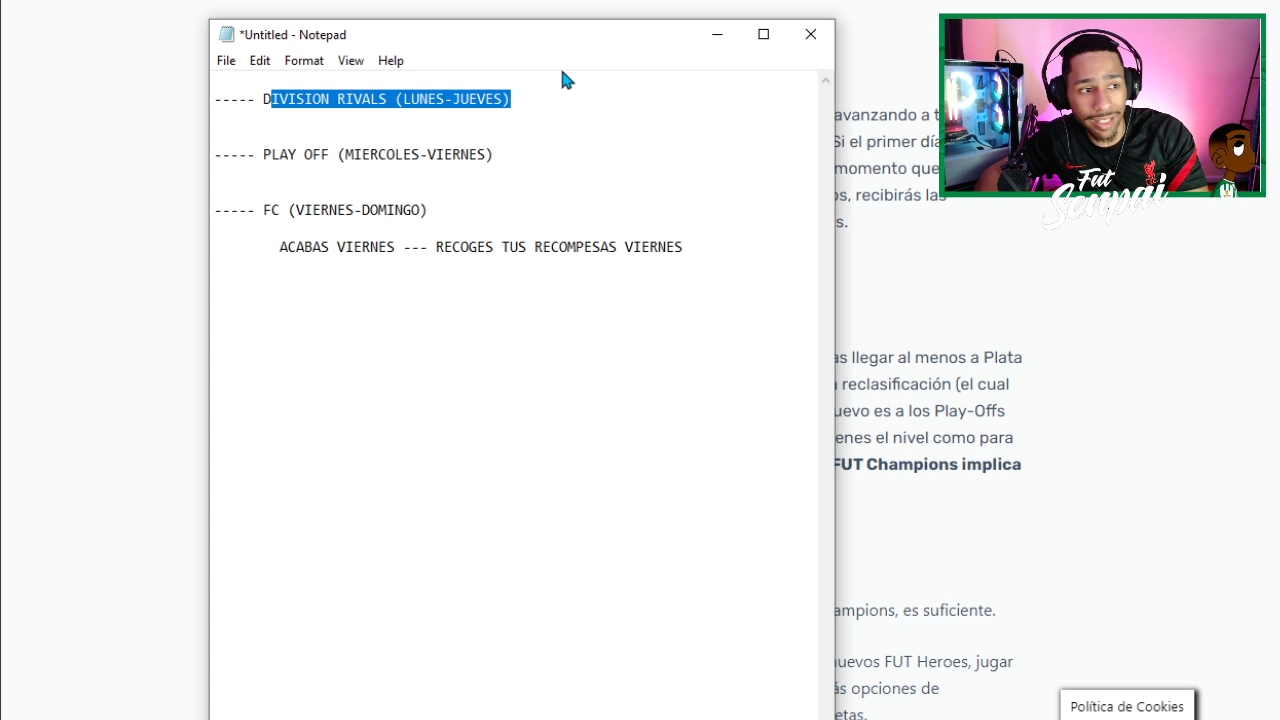 *Untitled - Notepad
File Edit Format View Help
----- DIVISION RIVALS (LUNES-JUEVES)
----- PLAY OFF (MIERCOLES-VIERNES)
----- FC (VIERNES-DOMINGO)
ACABAS VIERNES --- RECOGES TUS RECOMPESAS VIERNES
avanzando a t
Si el primer día
momento que
os, recibirás las
s.
as llegar al menos a Plata
reclasificación (el cual
uevo es a los Play-Offs
enes el nivel como para
FUT Champions implica
ampions, es suficiente.
nuevos FUT Heroes, jugar
ás opciones de
etas.
Fut
Senpai
Política de Cookies